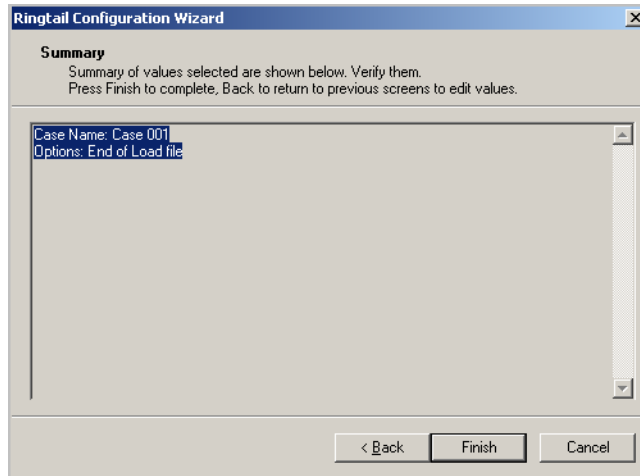 Ringtail Configuration Wizard
Summary
Summary of values selected are shown below. Verify them.
Press Finish to complete, Back to return to previous screens to edit values.
Case Name: Case 001
Options: End of Load file
< Back
Finish
Cancel